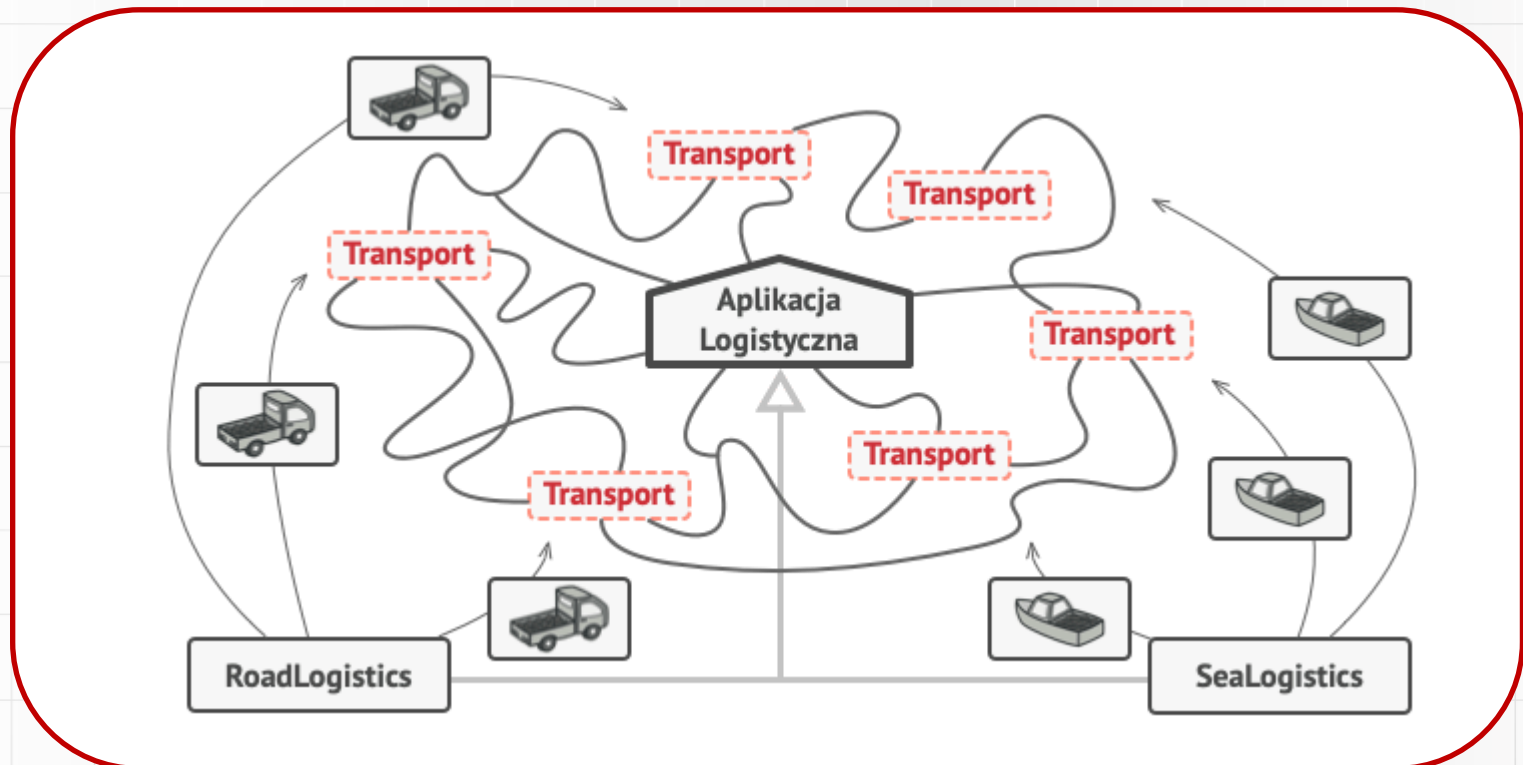 Transport
Transport
Transport
Aplikacja
Logistyczna
Transport
Transport
Transport
RoadLogistics
SeaLogistics